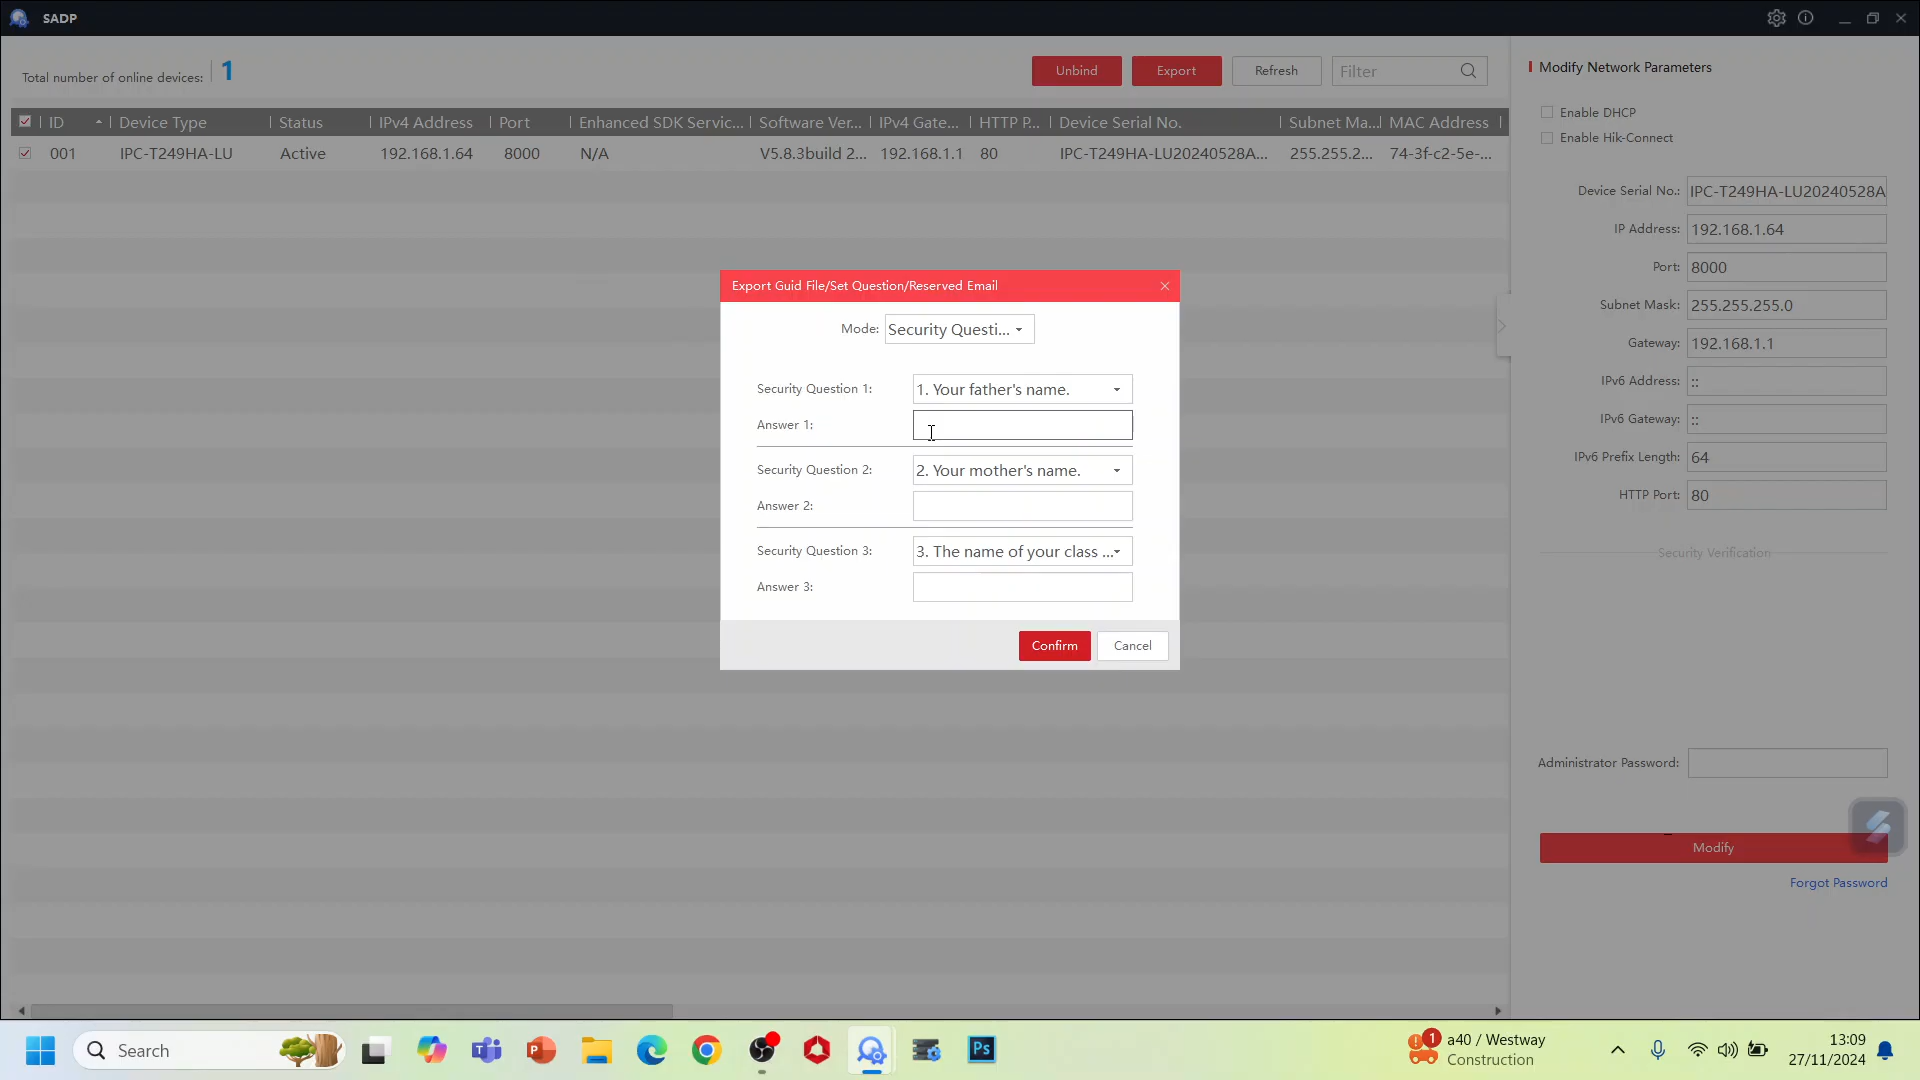 SADP
Total number of online devices: 1
Unbind
Export
Refresh
Filter
ID
Device Type
Status
IPv4 Address
Port
Enhanced SDK Servic...
Software Ver...
IPv4 Gate...
HTTP P...
Device Serial No.
Subnet Ma...
MAC Address
001
IPC-T249HA-LU
Active
192.168.1.64
8000
N/A
V5.8.3build 2...
192.168.1.1
80
IPC-T249HA-LU20240528A...
255.255.2...
74-3f-c2-5e-...
Export Guid File/Set Question/Reserved Email
Mode: Security Questi...
Security Question 1: 1. Your father's name.
Answer 1:
Security Question 2: 2. Your mother's name.
Answer 2:
Security Question 3: 3. The name of your class ...
Answer 3:
Confirm
Cancel
Modify Network Parameters
Enable DHCP
Enable Hik-Connect
Device Serial No.: IPC-T249HA-LU20240528A
IP Address: 192.168.1.64
Port: 8000
Subnet Mask: 255.255.255.0
Gateway: 192.168.1.1
IPv6 Address: ::
IPv6 Gateway: ::
IPv6 Prefix Length: 64
HTTP Port: 80
Security Verification
Administrator Password:
Modify
Forgot Password
Search
P
Ps
1
a40 / Westway
Construction
13:09
27/11/2024